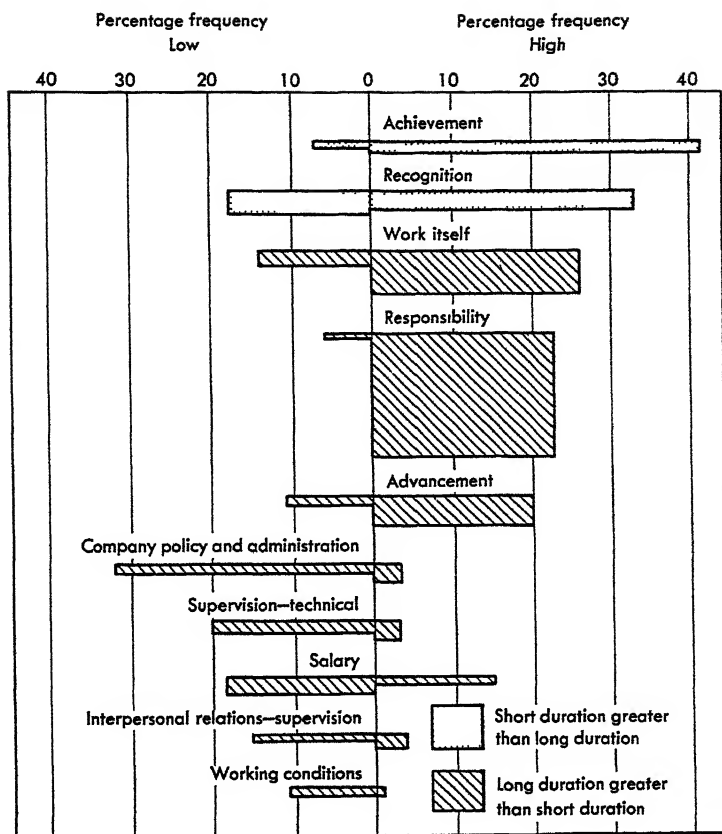 Percentage frequency Percentage frequency
Low High
40 30 20 10 0 10 20 30 40
Achievement
Recognition
Work itself
Responsibility
Advancement
Company policy and administration
Supervision—technical
Salary
Interpersonal relations—supervision
Working conditions
Short duration greater
than long duration
Long duration greater
than short duration